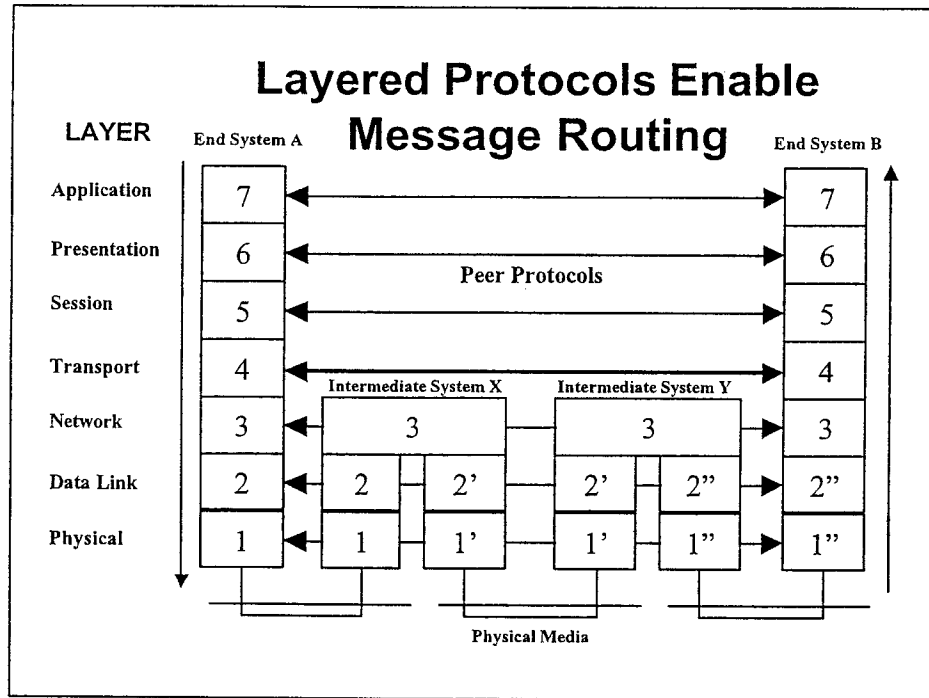 Layered Protocols Enable
Message Routing
LAYER
End System A
End System B
Application
7
7
Presentation
6
6
Peer Protocols
Session
5
5
Transport
4
4
Intermediate System X
Intermediate System Y
Network
3
3
3
3
Data Link
2
2
2'
2'
2”
2”
Physical
1
1
1’
1’
1”
1”
Physical Media